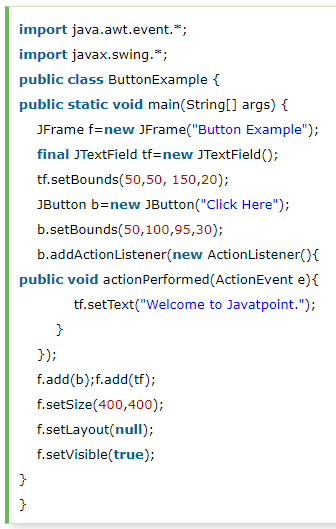 import java.awt.event.*;
import javax.swing.*;
public class ButtonExample {
public static void main(String[] args) {
    JFrame f=new JFrame("Button Example");
    final JTextField tf=new JTextField();
    tf.setBounds(50,50, 150,20);
    JButton b=new JButton("Click Here");
    b.setBounds(50,100,95,30);
    b.addActionListener(new ActionListener(){
public void actionPerformed(ActionEvent e){
            tf.setText("Welcome to Javatpoint.");
        }
    });
    f.add(b);f.add(tf);
    f.setSize(400,400);
    f.setLayout(null);
    f.setVisible(true);
}
}